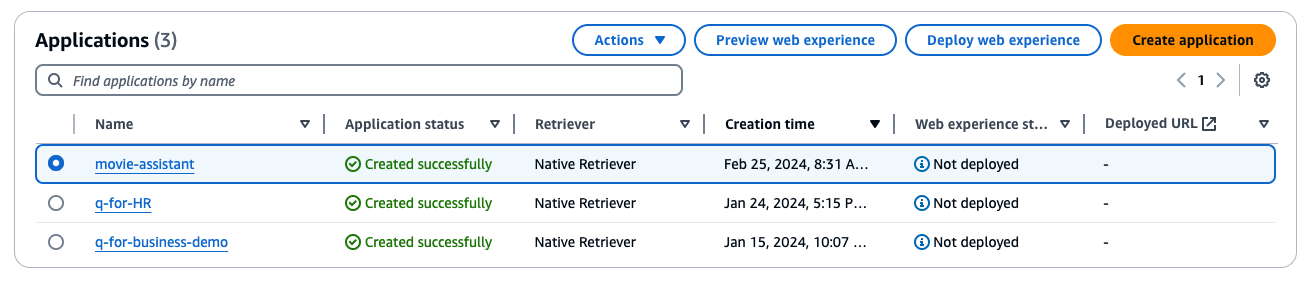 Applications (3) Actions Preview web experience Deploy web experience Create application
Find applications by name 1
Name Application status Retriever Creation time Web experience st... Deployed URL
movie-assistant Created successfully Native Retriever Feb 25, 2024, 8:31 A... Not deployed -
q-for-HR Created successfully Native Retriever Jan 24, 2024, 5:15 P... Not deployed -
q-for-business-demo Created successfully Native Retriever Jan 15, 2024, 10:07 ... Not deployed -